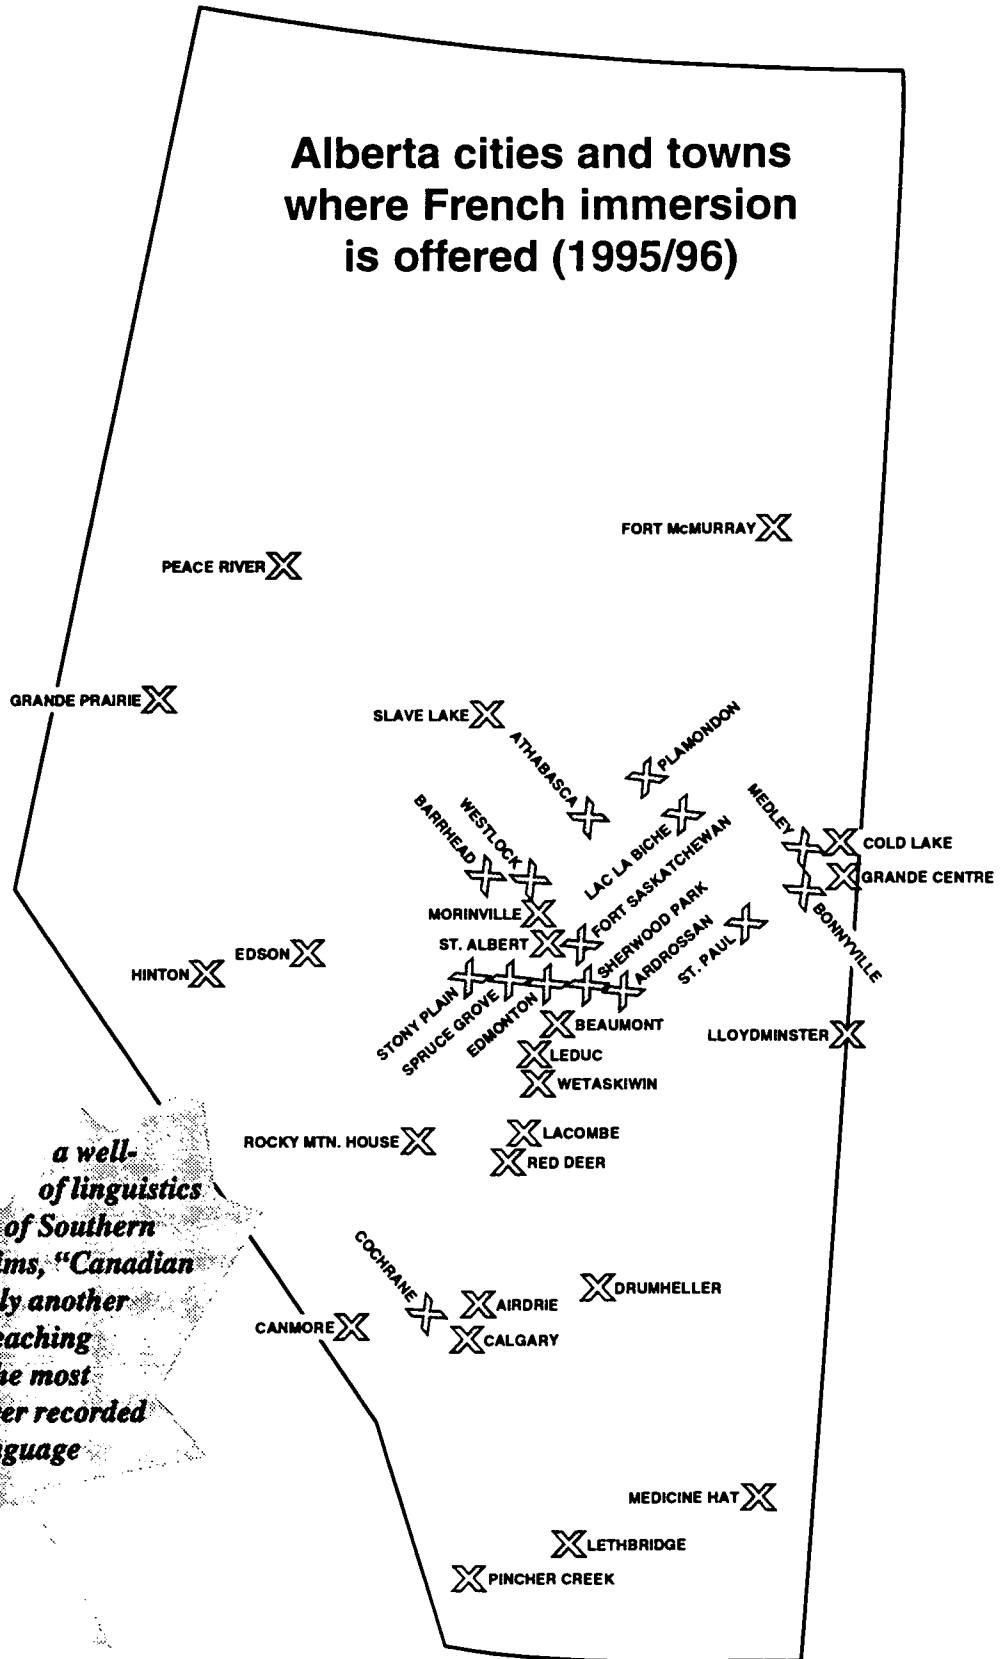 Alberta cities and towns
where French immersion
is offered (1995/96)
FORT McMURRAY
PEACE RIVER
GRANDE PRAIRIE
SLAVE LAKE
ATHABASCA
PLAMONDON
BARRHEAD
WESTLOCK
LAC LA BICHE
MEDLEY
COLD LAKE
GRANDE CENTRE
BONNYVILLE
MORINVILLE
FORT SASKATCHEWAN
ST. ALBERT
SHERWOOD PARK
ARDROSSAN
ST. PAUL
EDSON
HINTON
STONY PLAIN
SPRUCE GROVE
EDMONTON
BEAUMONT
LLOYDMINSTER
LEDUC
WETASKIWIN
ROCKY MTN. HOUSE
LACOMBE
RED DEER
a well-
of linguistics
of Southern
ims, “Canadian
ly another
eaching
he most
er recorded
guage
COCHRANE
DRUMHELLER
AIRDRIE
CANMORE
CALGARY
MEDICINE HAT
LETHBRIDGE
PINCHER CREEK